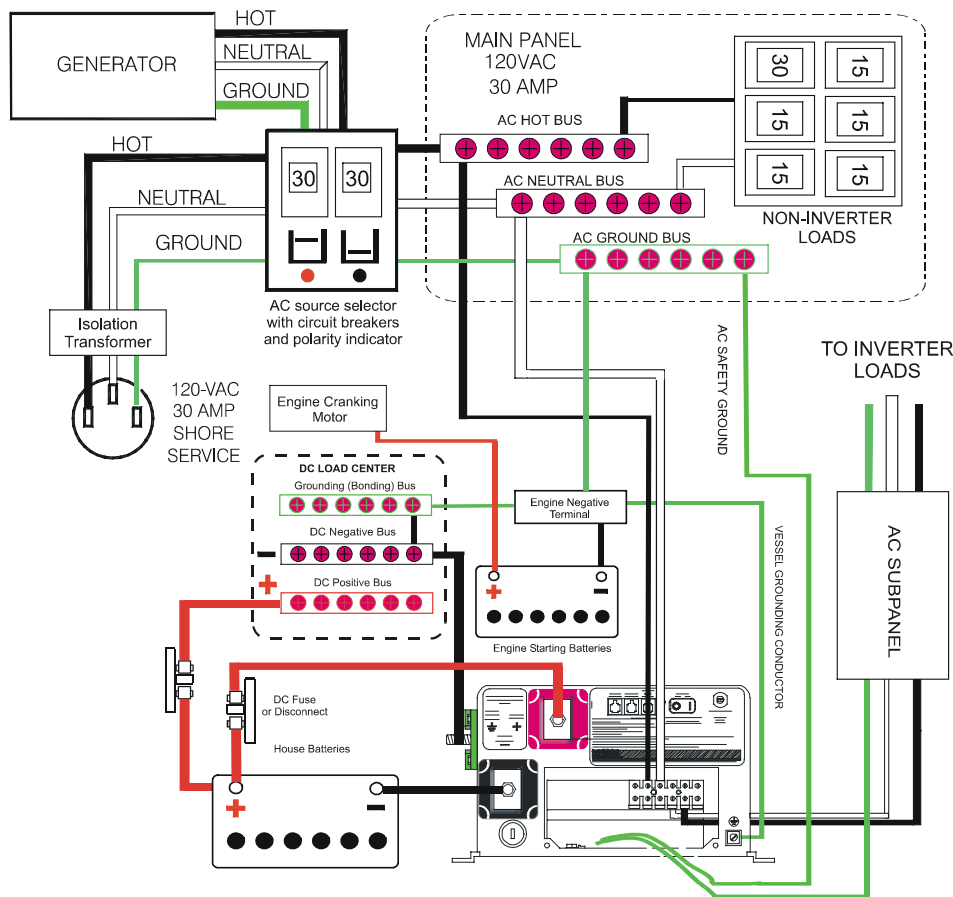 HOT
NEUTRAL
GENERATOR
GROUND
MAIN PANEL
120VAC
30 AMP
AC HOT BUS
30
15
15
15
15
15
HOT
30
30
AC NEUTRAL BUS
NEUTRAL
NON-INVERTER
LOADS
GROUND
AC GROUND BUS
AC source selector
with circuit breakers
and polarity indicator
Isolation
Transformer
AC SAFETY GROUND
TO INVERTER
LOADS
120-VAC
30 AMP
SHORE
SERVICE
Engine Cranking
Motor
DC LOAD CENTER
Grounding (Bonding) Bus
Engine Negative
Terminal
DC Negative Bus
−
DC Positive Bus
+
+
−
Engine Starting Batteries
VESSEL GROUNDING CONDUCTOR
AC SUBPANEL
DC Fuse
or Disconnect
House Batteries
+
+
−